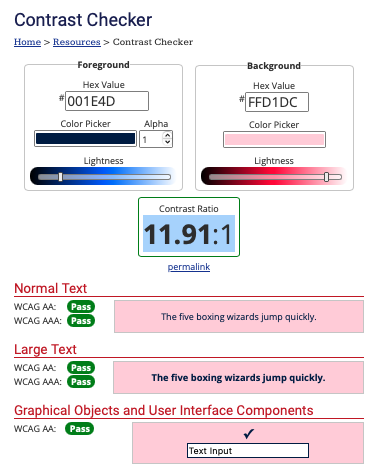 Contrast Checker
Home > Resources > Contrast Checker
Foreground
Hex Value
#001E4D
Color Picker
Alpha
1
Lightness
Background
Hex Value
#FFD1DC
Color Picker
Lightness
Contrast Ratio
11.91:1
permalink
Normal Text
WCAG AA: Pass
WCAG AAA: Pass
The five boxing wizards jump quickly.
Large Text
WCAG AA: Pass
WCAG AAA: Pass
The five boxing wizards jump quickly.
Graphical Objects and User Interface Components
WCAG AA: Pass
✔
Text Input